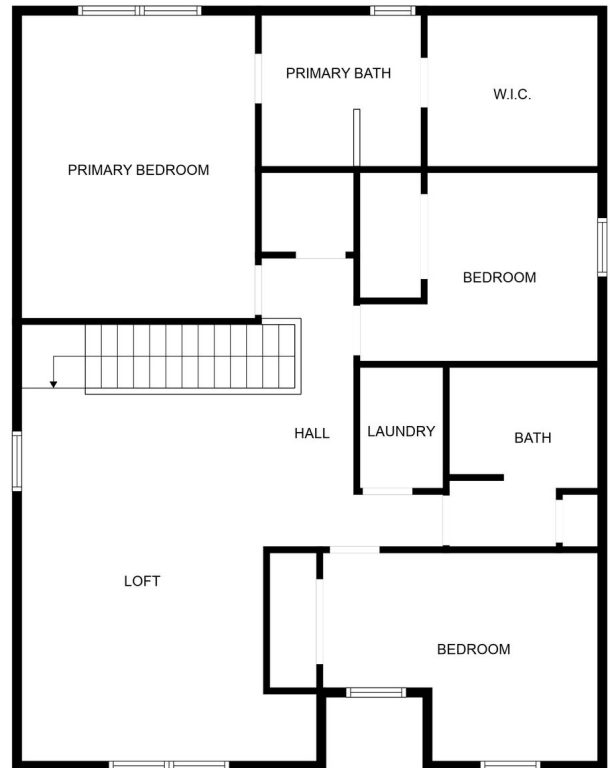 PRIMARY BATH
W.I.C.
PRIMARY BEDROOM
BEDROOM
HALL
LAUNDRY
BATH
LOFT
BEDROOM